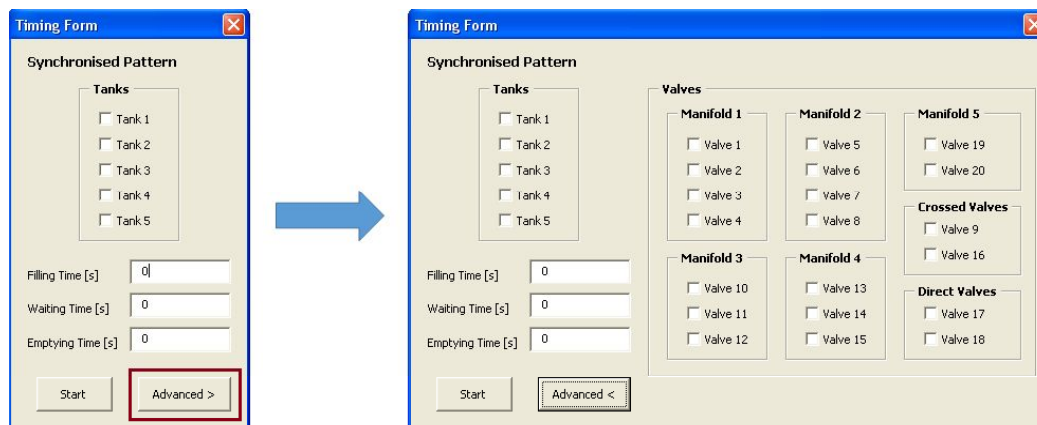 Timing Form
Synchronised Pattern
Tanks
Tank 1
Tank 2
Tank 3
Tank 4
Tank 5
Filling Time [s] 0
Waiting Time [s] 0
Emptying Time [s] 0
Start Advanced >
Timing Form
Synchronised Pattern
Tanks
Tank 1
Tank 2
Tank 3
Tank 4
Tank 5
Filling Time [s] 0
Waiting Time [s] 0
Emptying Time [s] 0
Start Advanced <
Valves
Manifold 1
Valve 1
Valve 2
Valve 3
Valve 4
Manifold 2
Valve 5
Valve 6
Valve 7
Valve 8
Manifold 5
Valve 19
Valve 20
Crossed Valves
Valve 9
Valve 16
Manifold 3
Valve 10
Valve 11
Valve 12
Manifold 4
Valve 13
Valve 14
Valve 15
Direct Valves
Valve 17
Valve 18